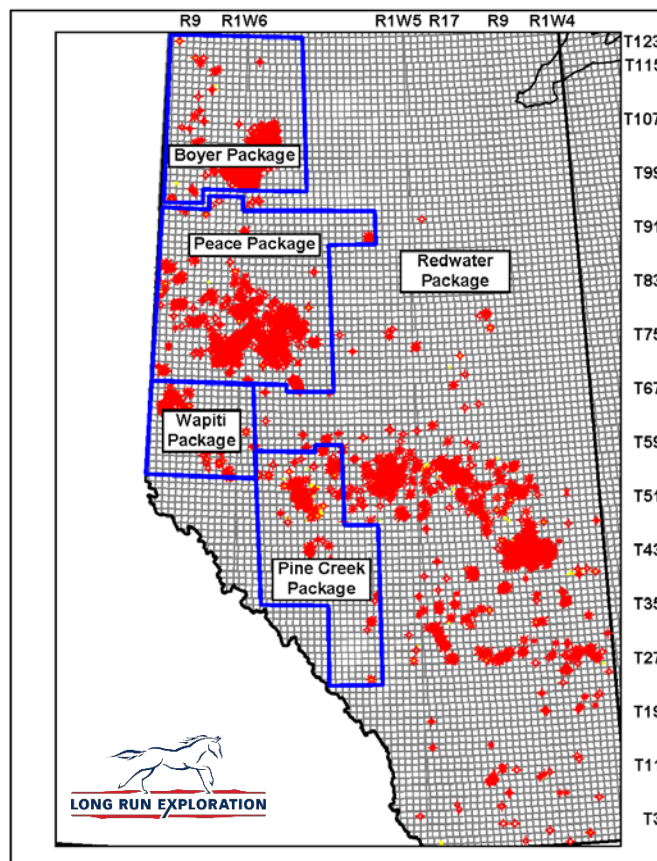 R9 R1W6 R1W5 R17 R9 R1W4
T123
T115
T107
Boyer Package
T99
T91
Peace Package
Redwater
Package
T83
T75
T67
Wapiti
Package
T59
T51
T43
Pine Creek
Package
T35
T27
T19
T11
T3
LONG RUN EXPLORATION